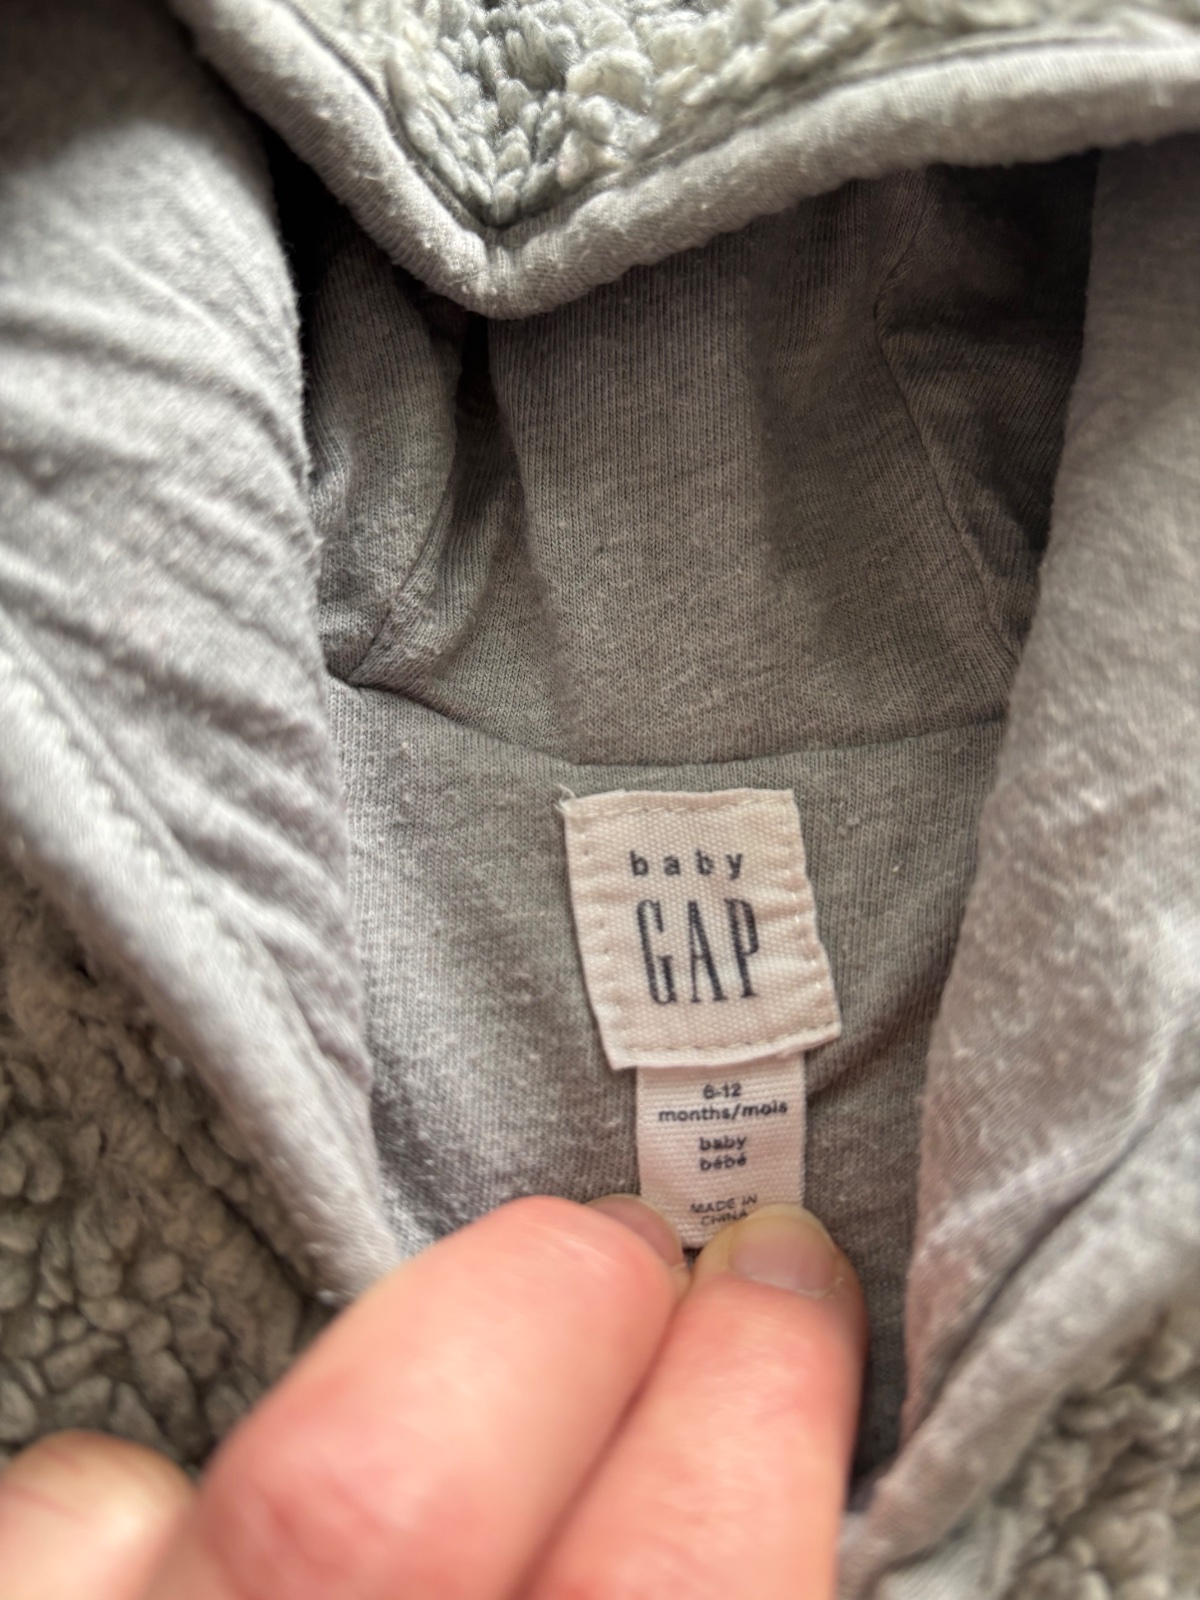 baby
GAP
6-12
months/mois
baby
bébé
MADE IN
CHINA